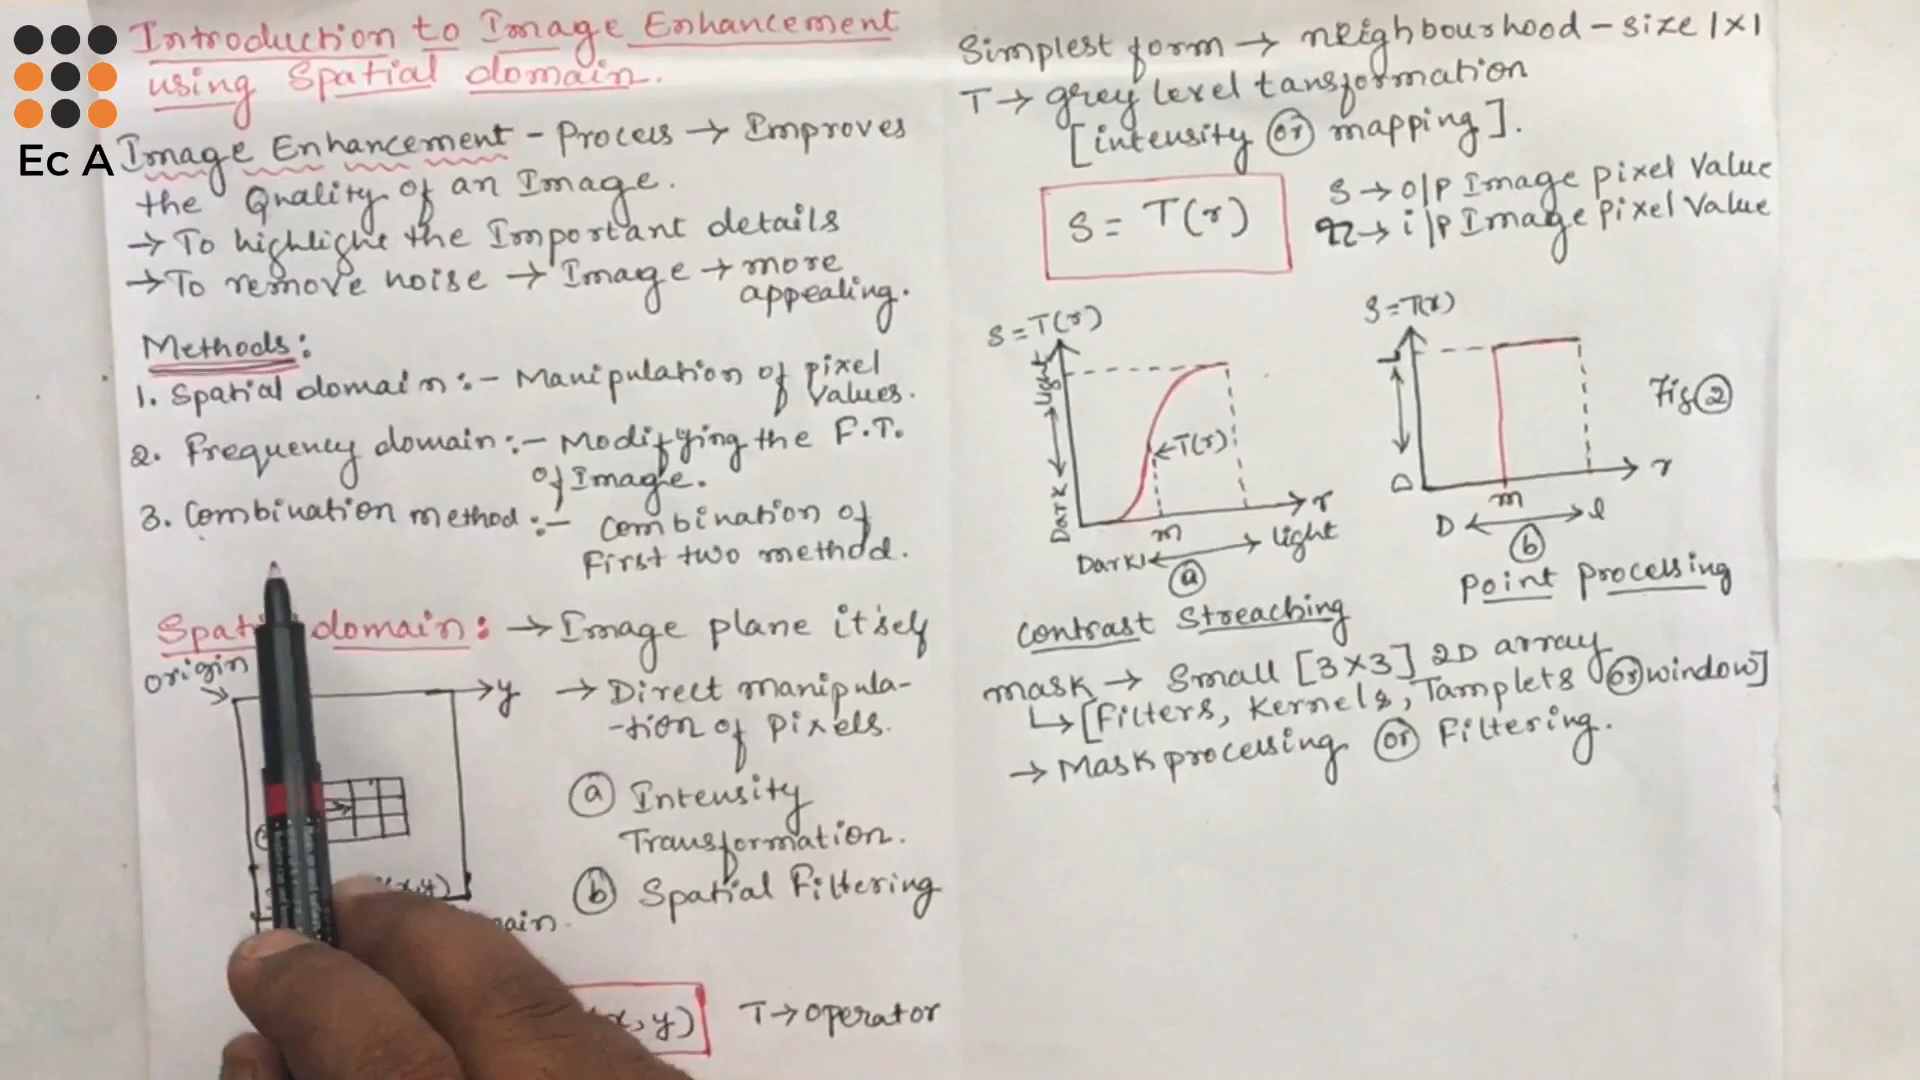 Ec A
Introduction to Image Enhancement
using Spatial domain.
Image Enhancement - Process → Improves
the Quality of an Image.
→ To highlight the Important details
→ To remove noise → Image → more
appealing.
Methods:
1. Spatial domain :- Manipulation of pixel
Values.
2. Frequency domain :- Modifying the F.T.
of Image.
3. Combination method :- Combination of
First two method.
domain: → Image plane itself
origin
y
→ Direct manipula-
-tion of pixels.
(a) Intensity
Transformation.
(b) Spatial Filtering
x, y)
T → operator
Simplest form → neighbourhood - size 1x1
T → grey level tansformation
[intensity (or) mapping].
S = T(r)
S → o/p Image pixel Value
r → i/p Image pixel Value
S = T(r)
Dark ↔ light
← T(r)
m
r
Dark ↔ light
(a)
Contrast Streaching
S = T(r)
L
D
m
r
D ↔ l
(b)
Fig (2)
Point Processing
mask → Small [3x3] 2D array
↳ [Filters, Kernels, Tamplets (or) window]
→ Mask processing (or) Filtering.